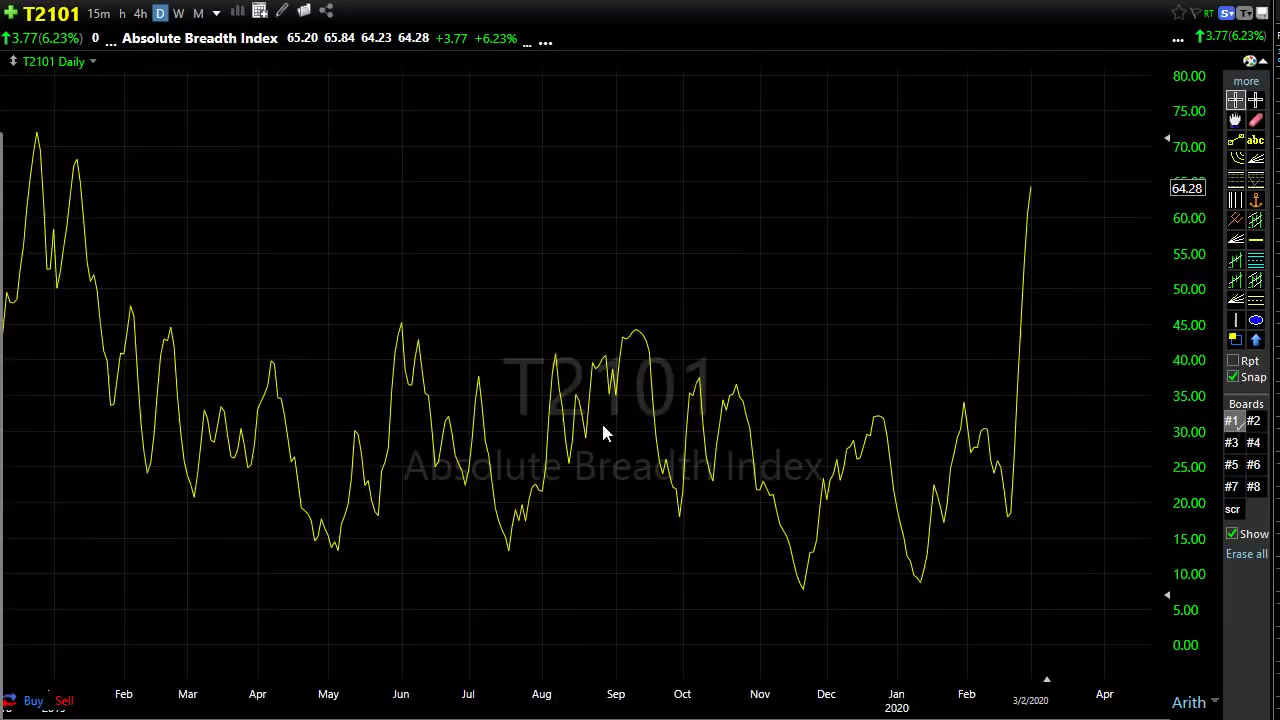 T2101 15m h 4h D W M RT S T
3.77(6.23%) 0 ... Absolute Breadth Index 65.20 65.84 64.23 64.28 +3.77 +6.23% ... ... ... 3.77(6.23%)
T2101 Daily
more
80.00
75.00
abc
70.00
64.28
60.00
55.00
50.00
45.00
40.00
Rpt
Snap
35.00
Boards
#1 #2
30.00
#3 #4
25.00
#5 #6
#7 #8
20.00
scr
15.00
Show
Erase all
10.00
5.00
0.00
T2101
Absolute Breadth Index
Buy Sell
Feb Mar Apr May Jun Jul Aug Sep Oct Nov Dec Jan Feb Apr
2020 3/2/2020
Arith